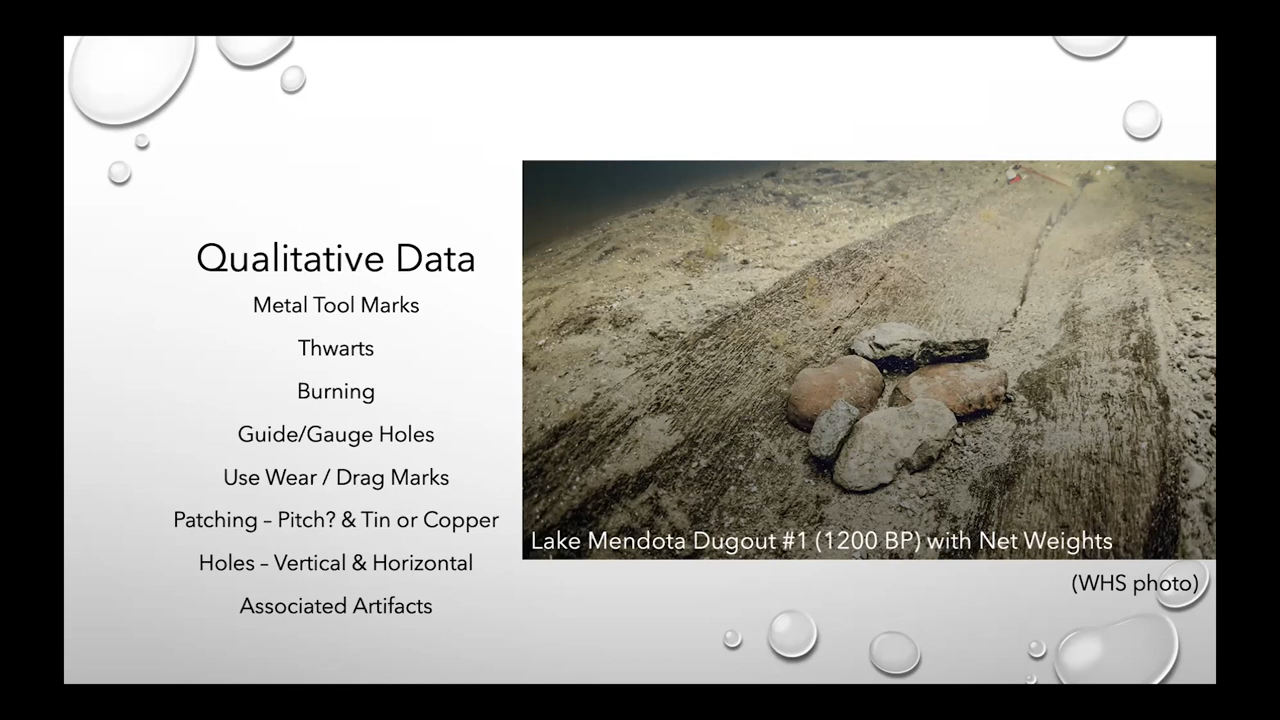 Qualitative Data
Metal Tool Marks
Thwarts
Burning
Guide/Gauge Holes
Use Wear / Drag Marks
Patching – Pitch? & Tin or Copper
Holes – Vertical & Horizontal
Associated Artifacts
Lake Mendota Dugout #1 (1200 BP) with Net Weights
(WHS photo)